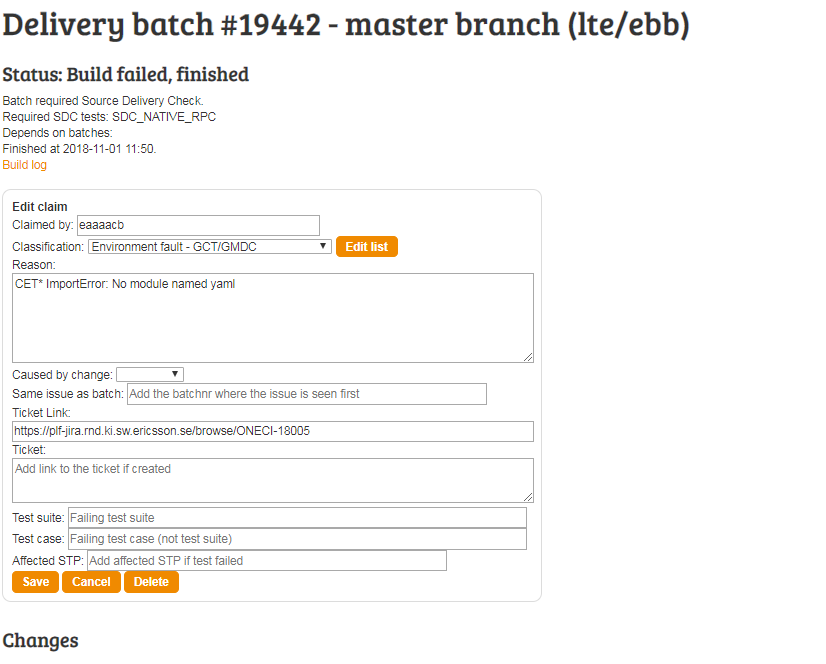 Delivery batch #19442 - master branch (lte/ebb)
Status: Build failed, finished
Batch required Source Delivery Check.
Required SDC tests: SDC_NATIVE_RPC
Depends on batches:
Finished at 2018-11-01 11:50.
Build log
Edit claim
Claimed by: eaaaacb
Classification: Environment fault - GCT/GMDC Edit list
Reason:
CET* ImportError: No module named yaml
Caused by change:
Same issue as batch: Add the batchnr where the issue is seen first
Ticket Link:
https://plf-jira.rnd.ki.sw.ericsson.se/browse/ONECI-18005
Ticket:
Add link to the ticket if created
Test suite: Failing test suite
Test case: Failing test case (not test suite)
Affected STP: Add affected STP if test failed
Save Cancel Delete
Changes